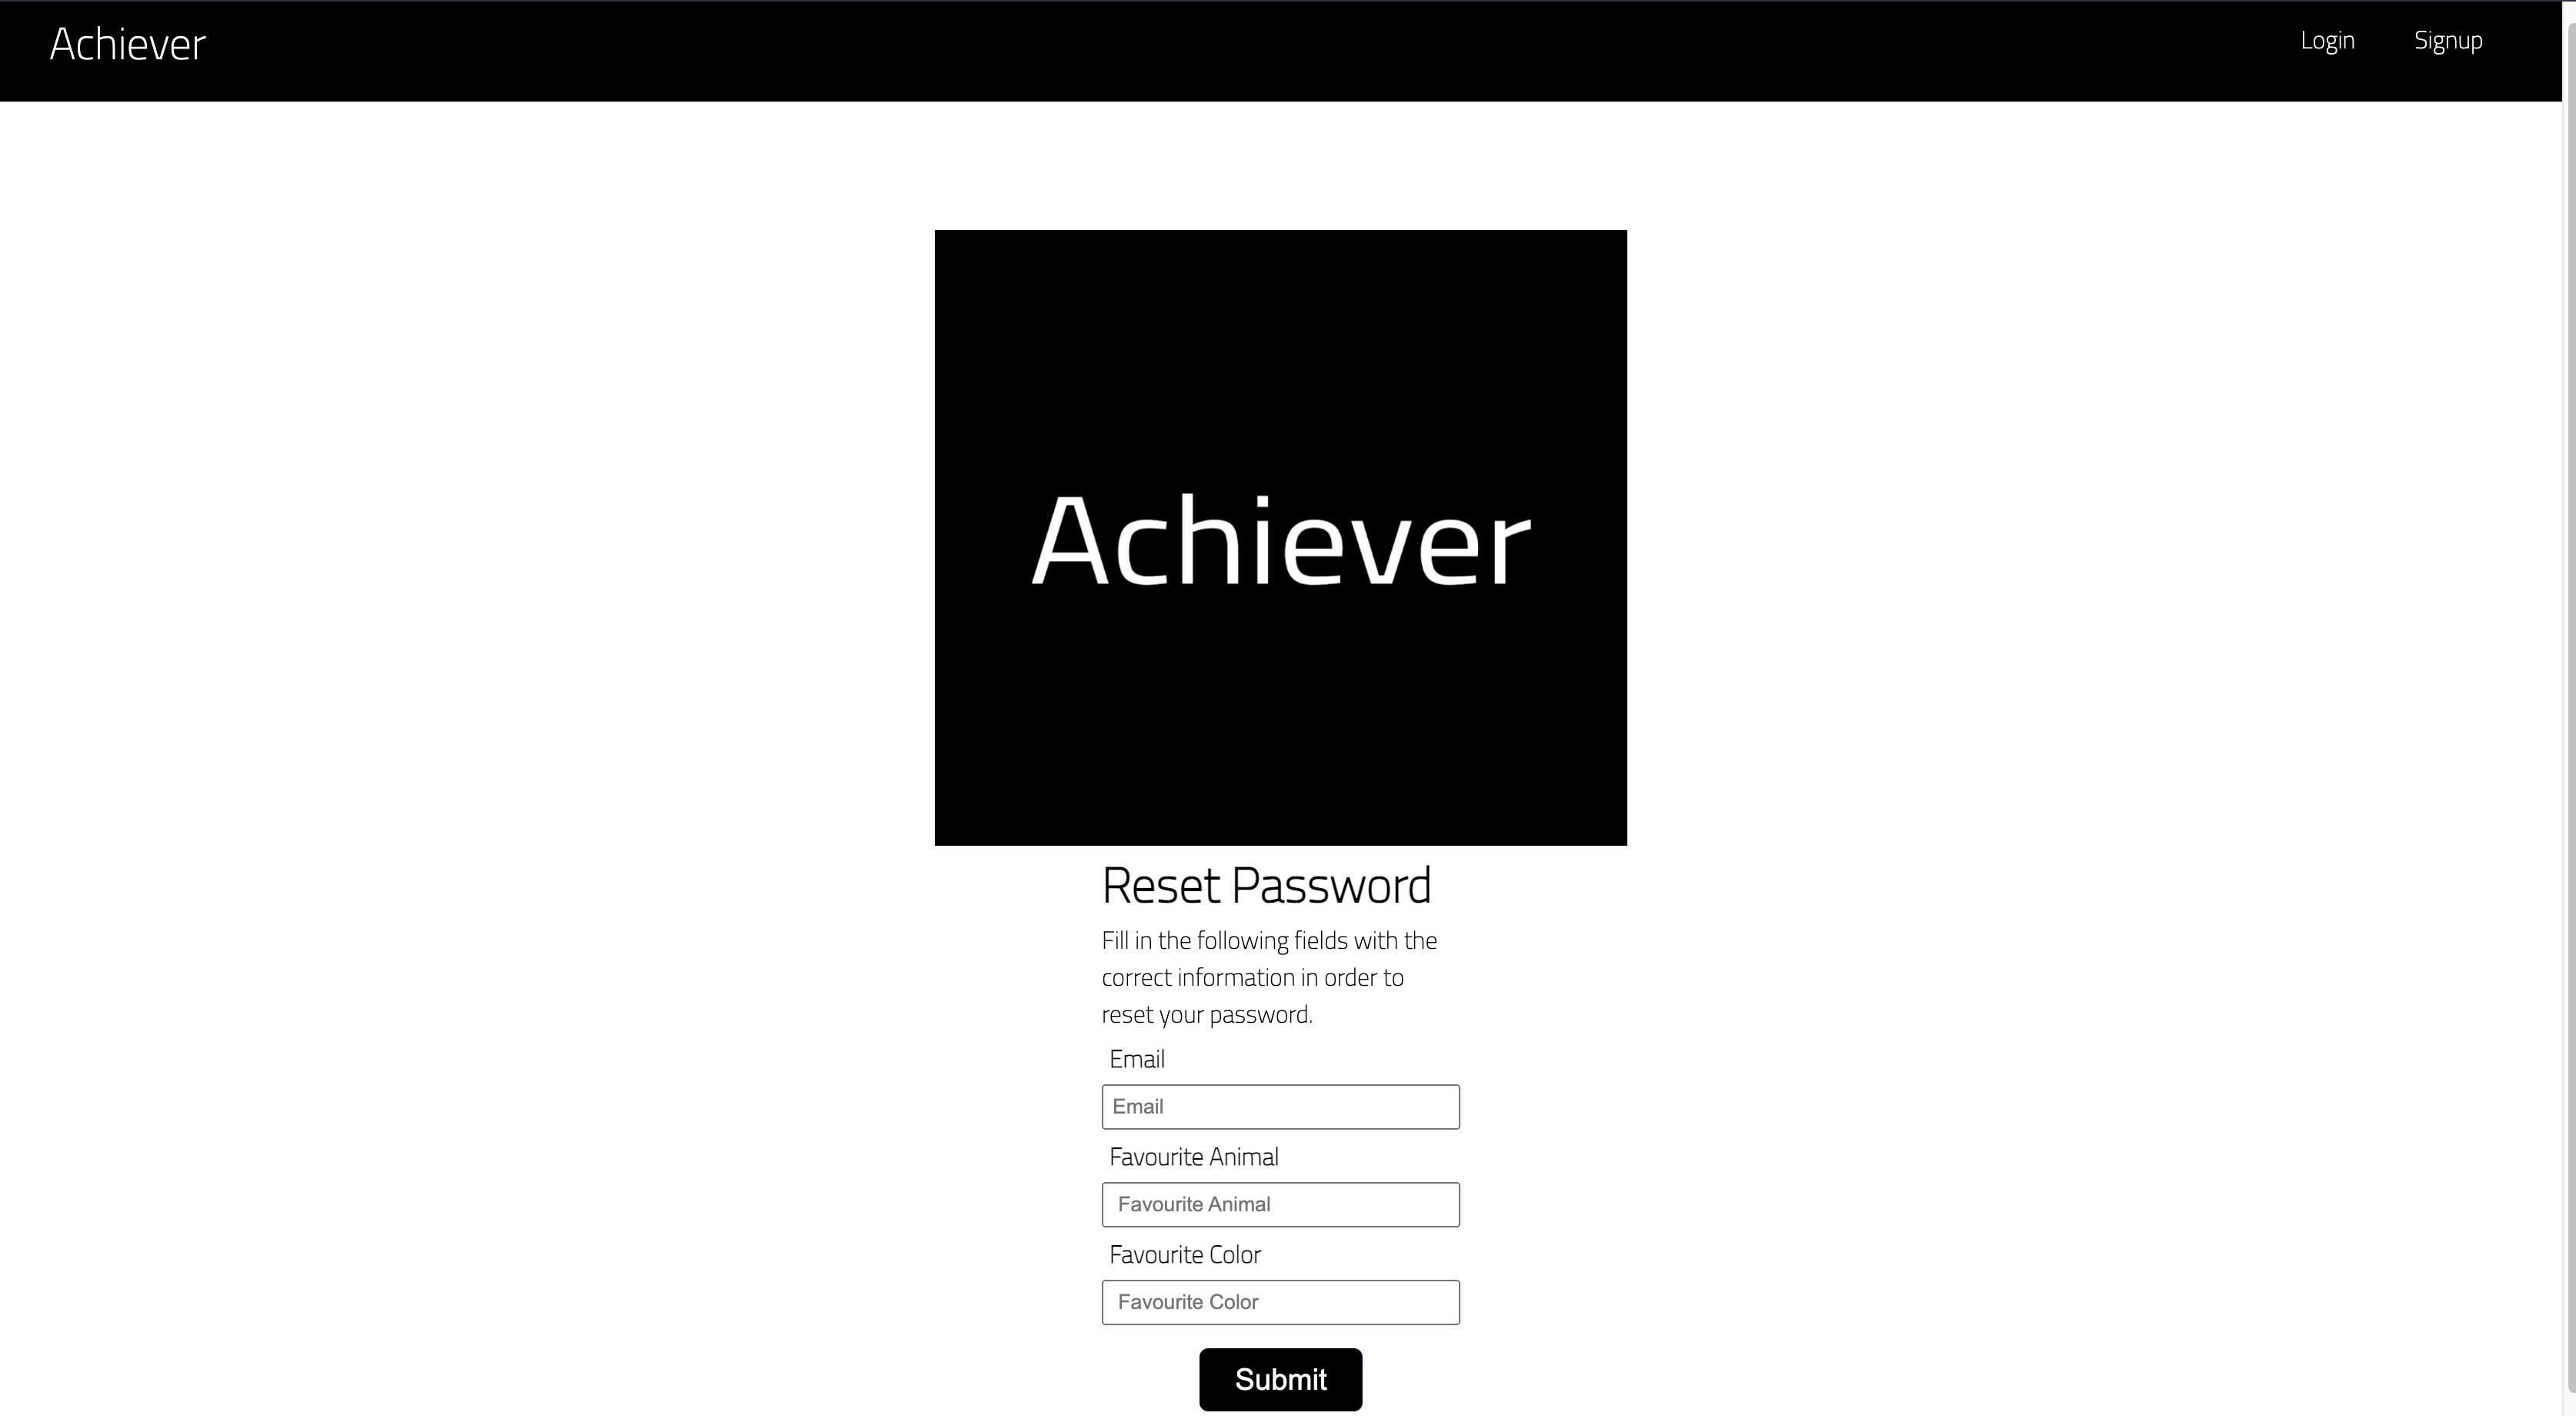 Achiever
Login
Signup
Achiever
Reset Password
Fill in the following fields with the
correct information in order to
reset your password.
Email
Email
Favourite Animal
Favourite Animal
Favourite Color
Favourite Color
Submit